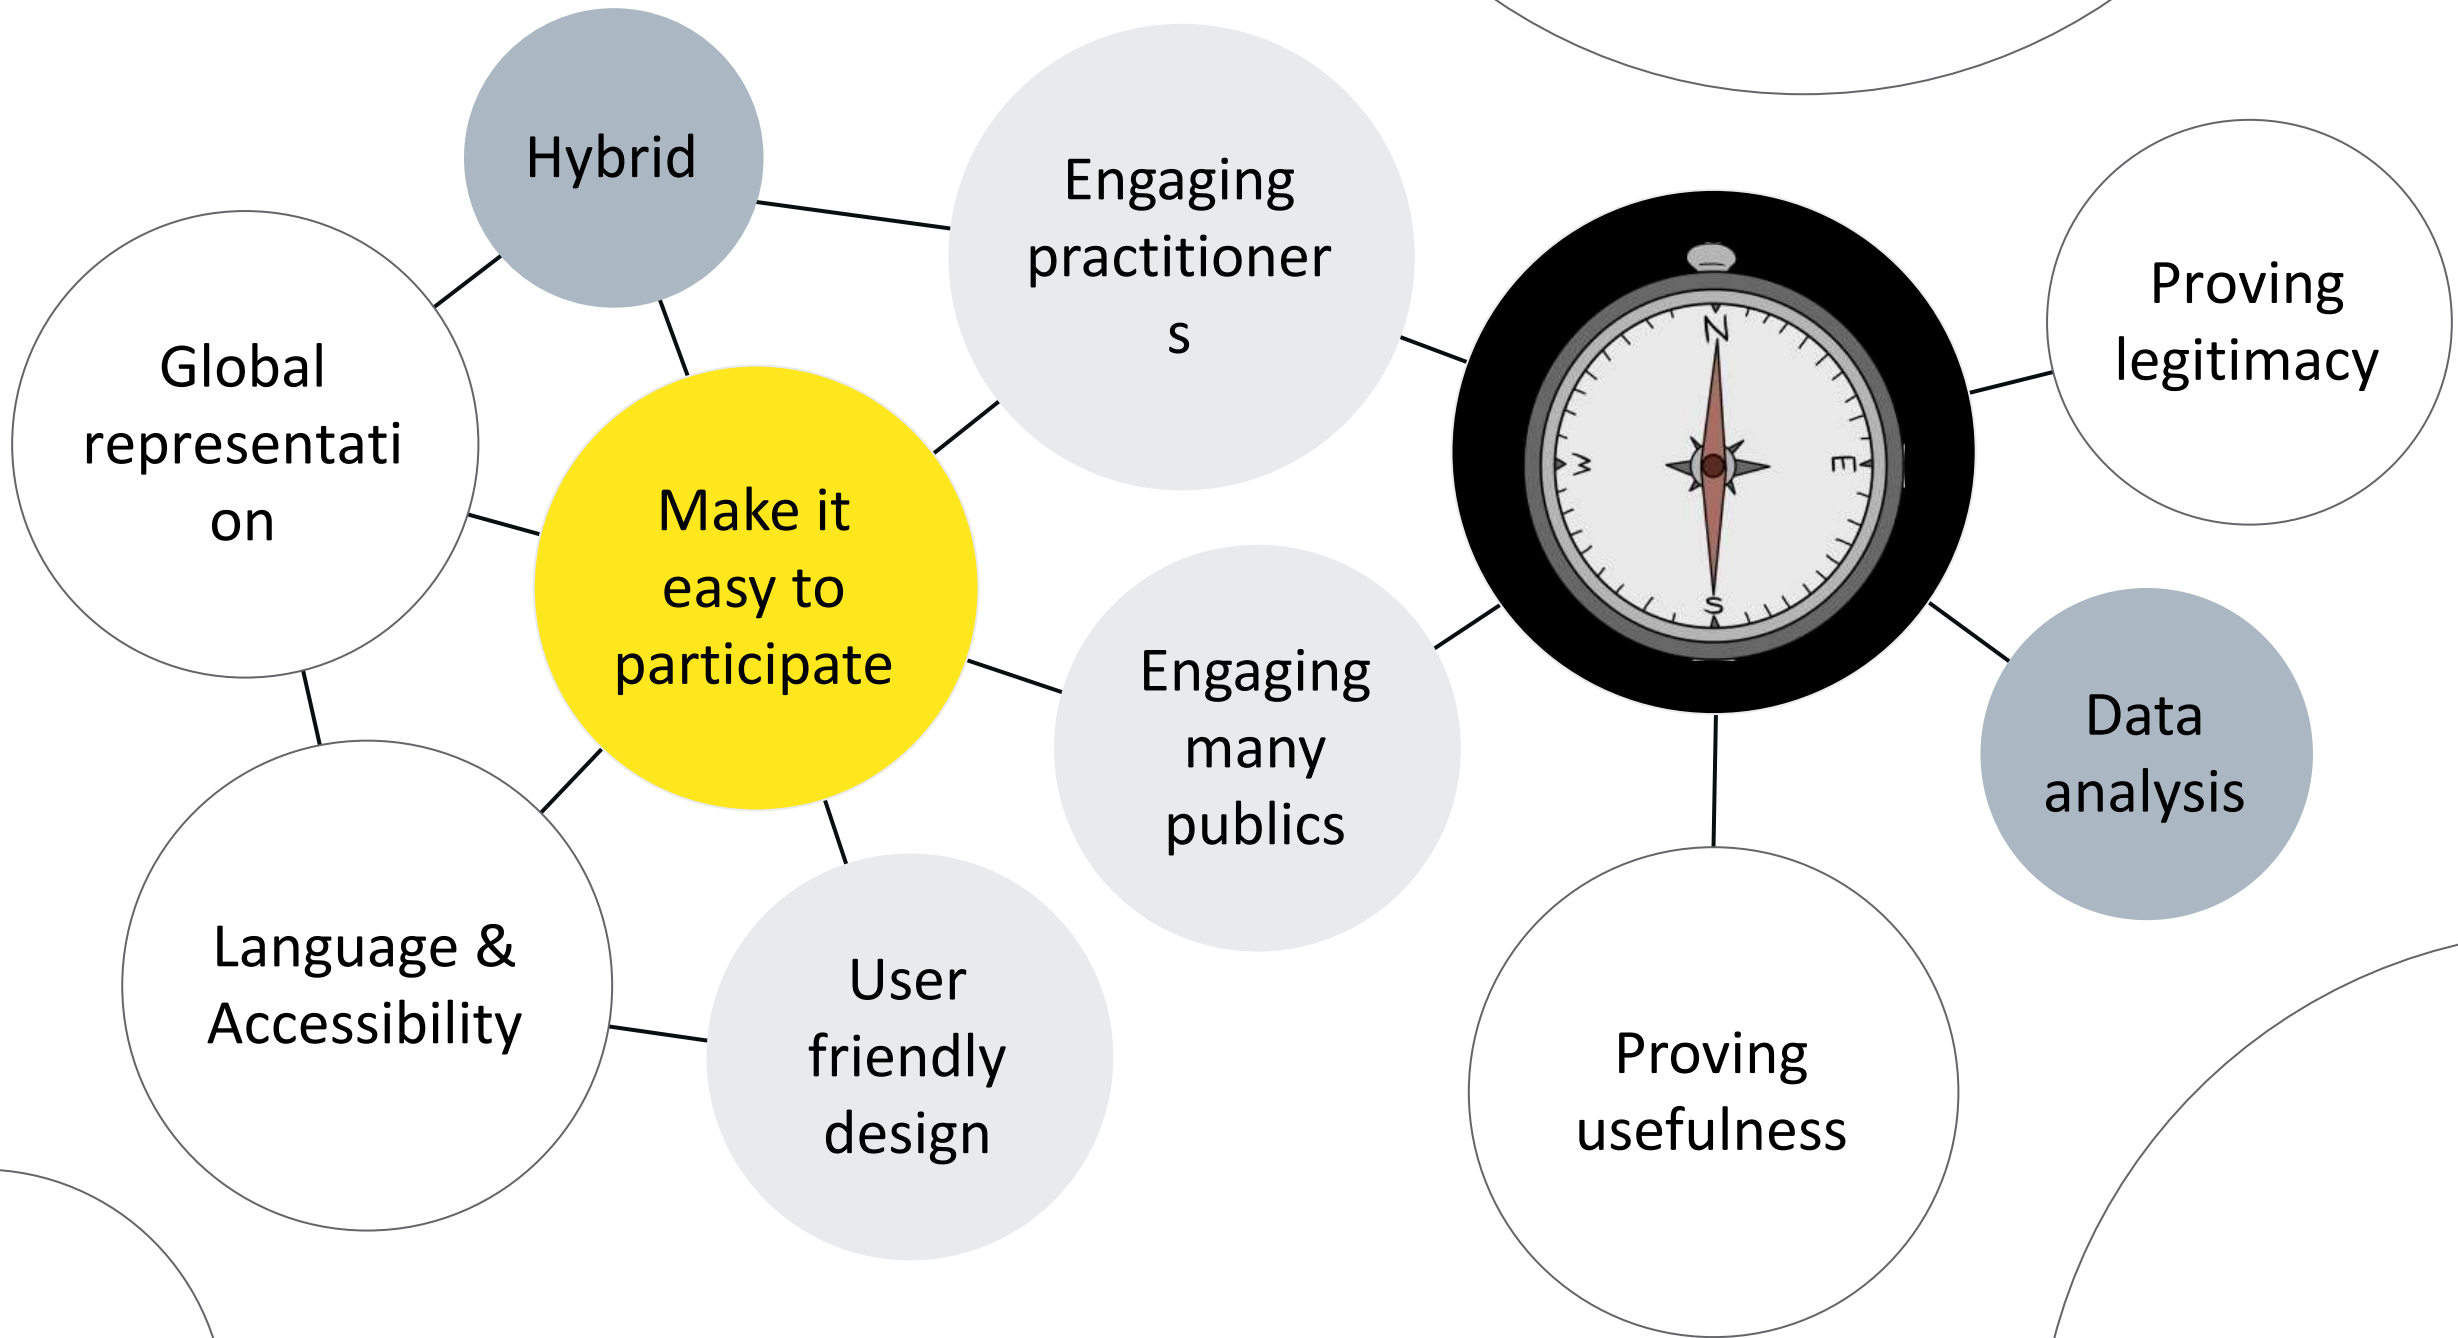 Hybrid
Engaging
practitioner
s
Global
representati
on
Make it
easy to
participate
Engaging
many
publics
Language &
Accessibility
User
friendly
design
N
E
S
W
Proving
legitimacy
Data
analysis
Proving
usefulness